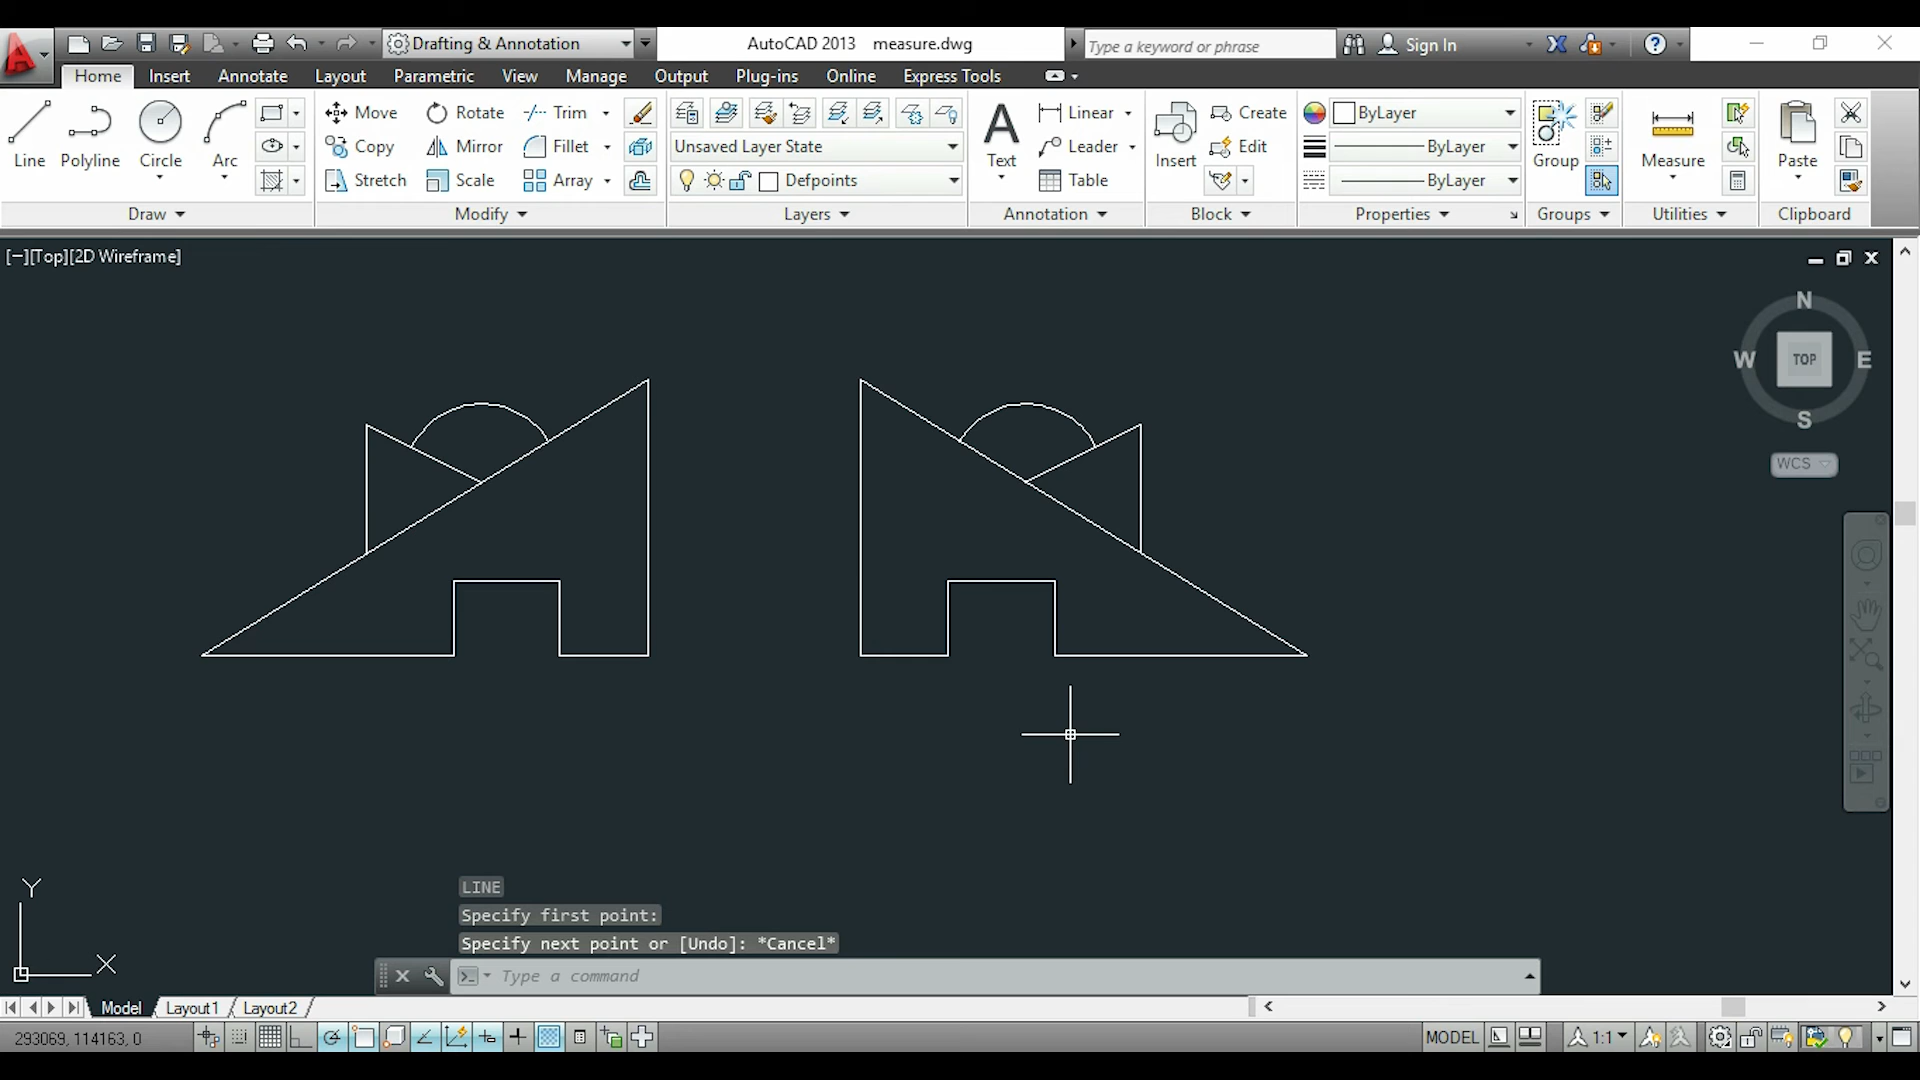 Drafting & Annotation
AutoCAD 2013 measure.dwg
Type a keyword or phrase
Sign In
Home Insert Annotate Layout Parametric View Manage Output Plug-ins Online Express Tools
Line Polyline Circle Arc
Move Rotate Trim
Copy Mirror Fillet
Stretch Scale Array
Unsaved Layer State
Defpoints
A
Text
Linear
Leader
Table
Insert
Create
Edit
ByLayer
ByLayer
ByLayer
Group
Measure
Paste
Draw Modify Layers Annotation Block Properties Groups Utilities Clipboard
[−][Top][2D Wireframe]
N
W TOP E
S
WCS
Y
X
LINE
Specify first point:
Specify next point or [Undo]: *Cancel*
Type a command
Model Layout1 Layout2
293069, 114163, 0
MODEL
1:1